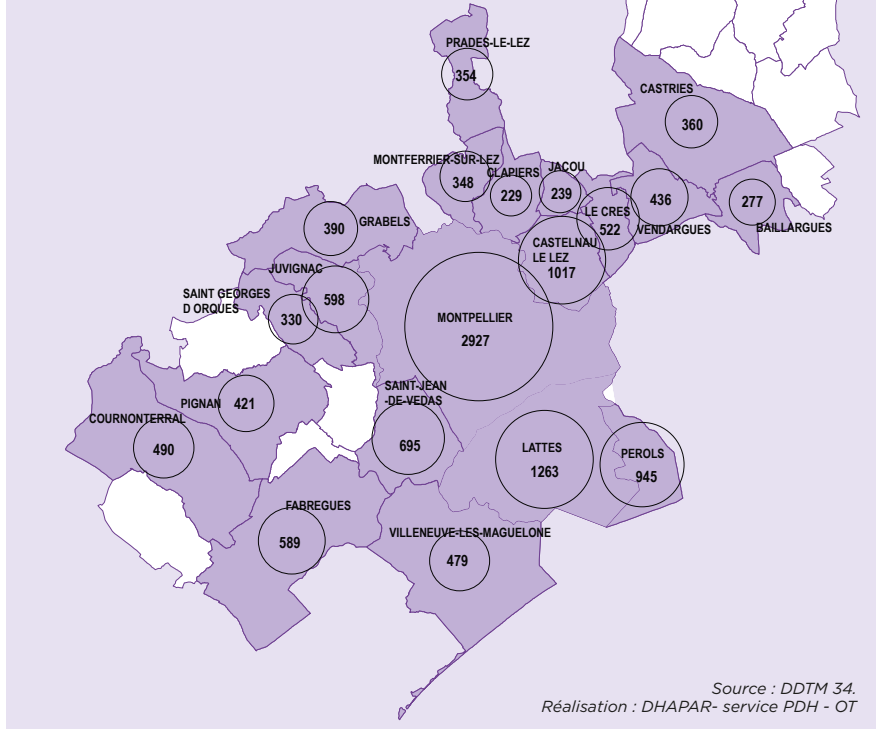 PRADES-LE-LEZ
354
CASTRIES
360
MONTFERRIER-SUR-LEZ
348
CLAPIERS
229
JACOU
239
LE CRES
522
436
VENDARGUES
277
BAILLARGUES
390
GRABELS
CASTELNAU
LE LEZ
1017
JUVIGNAC
598
SAINT GEORGES
D ORQUES
330
MONTPELLIER
2927
SAINT-JEAN
-DE-VEDAS
695
PIGNAN
421
COURNONTERRAL
490
LATTES
1263
PEROLS
945
FABREGUES
589
VILLENEUVE-LES-MAGUELONE
479
Source : DDTM 34.
Réalisation : DHAPAR- service PDH - OT